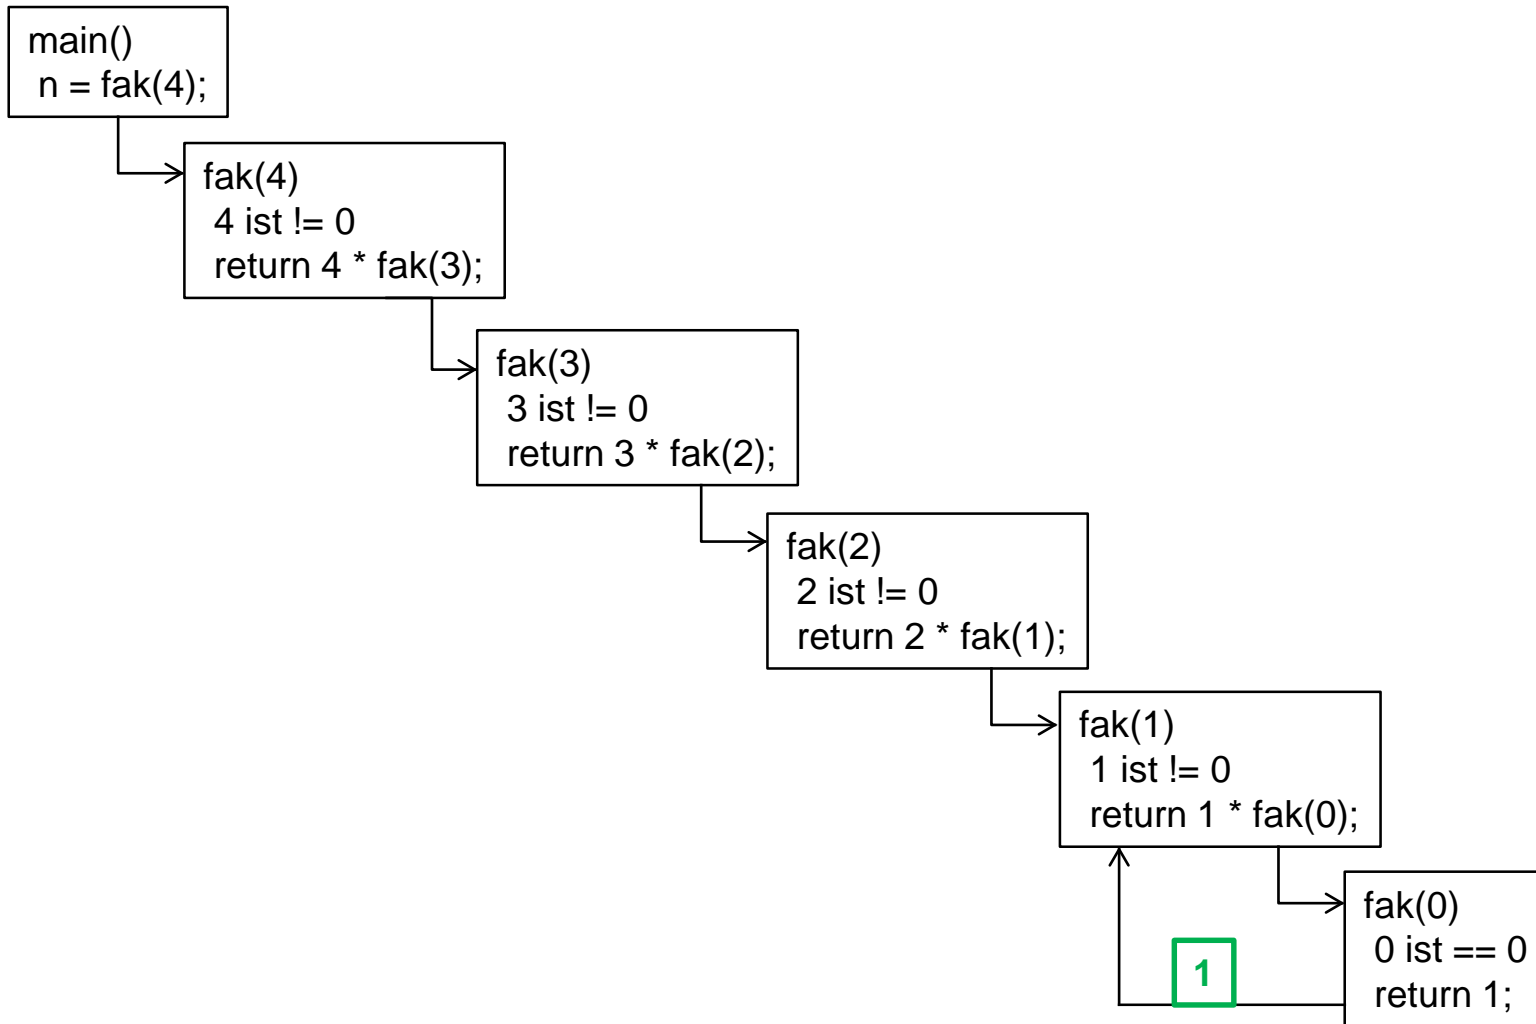 main()
n = fak(4);
fak(4)
4 ist != 0
return 4 * fak(3);
fak(3)
3 ist != 0
return 3 * fak(2);
fak(2)
2 ist != 0
return 2 * fak(1);
fak(1)
1 ist != 0
return 1 * fak(0);
fak(0)
0 ist == 0
return 1;
1